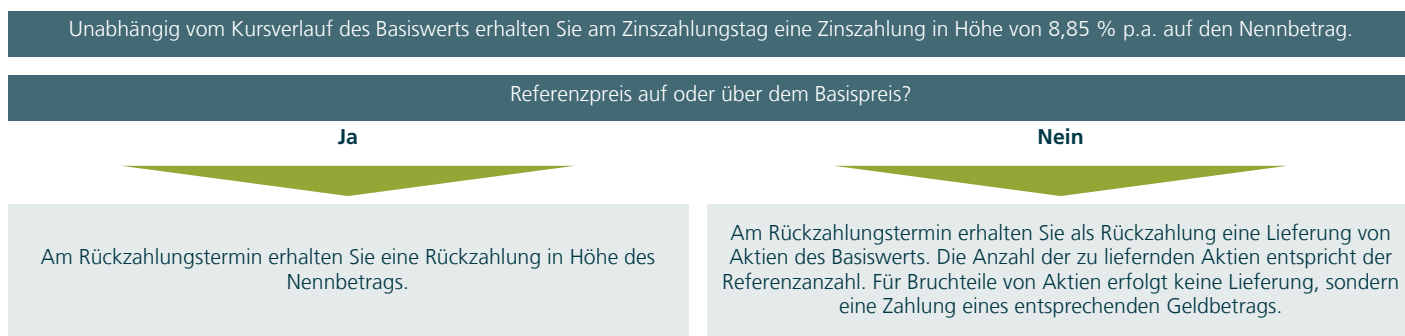 Unabhängig vom Kursverlauf des Basiswerts erhalten Sie am Zinszahlungstag eine Zinszahlung in Höhe von 8,85 % p.a. auf den Nennbetrag.
Referenzpreis auf oder über dem Basispreis?
Ja
Nein
Am Rückzahlungstermin erhalten Sie eine Rückzahlung in Höhe des
Nennbetrags.
Am Rückzahlungstermin erhalten Sie als Rückzahlung eine Lieferung von
Aktien des Basiswerts. Die Anzahl der zu liefernden Aktien entspricht der
Referenzanzahl. Für Bruchteile von Aktien erfolgt keine Lieferung, sondern
eine Zahlung eines entsprechenden Geldbetrags.